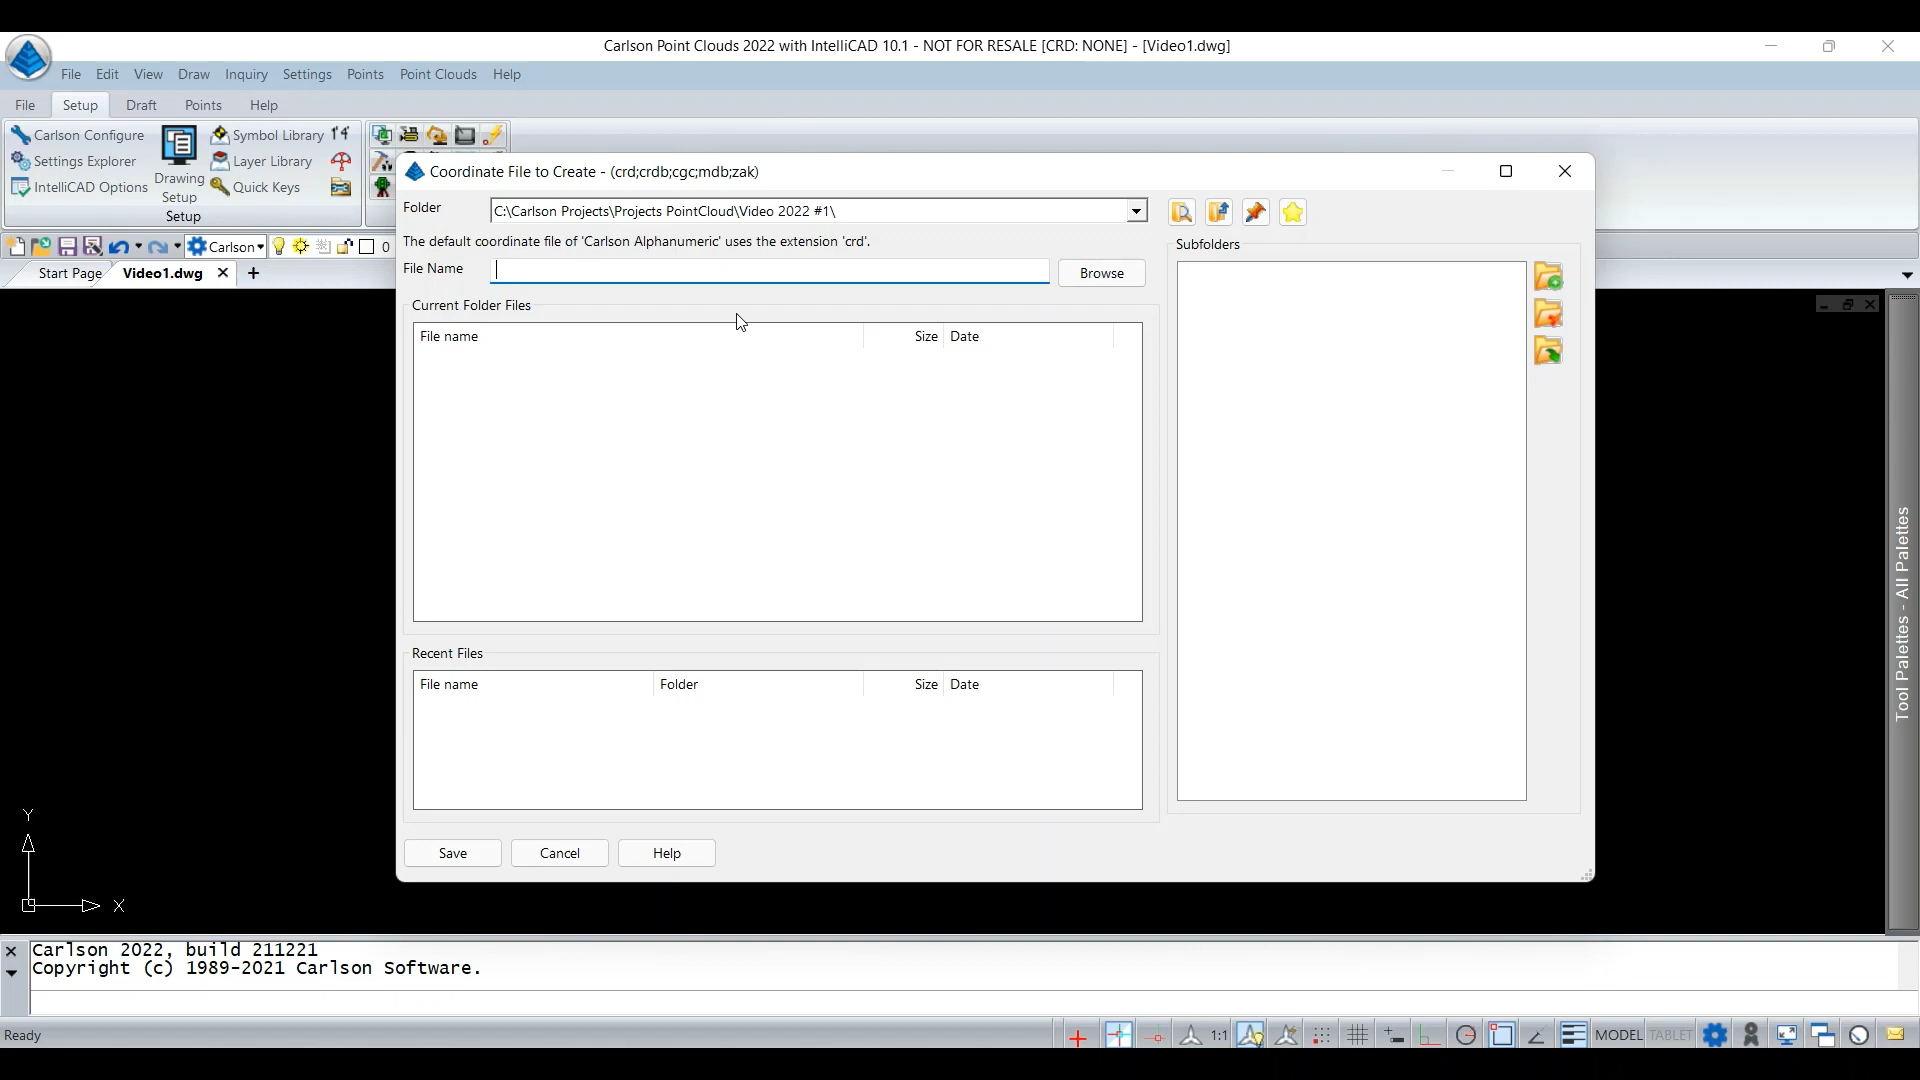 Carlson Point Clouds 2022 with IntelliCAD 10.1 - NOT FOR RESALE [CRD: NONE] - [Video1.dwg]
File Edit View Draw Inquiry Settings Points Point Clouds Help
File Setup Draft Points Help
Carlson Configure
Settings Explorer
IntelliCAD Options
Drawing
Setup
Symbol Library
Layer Library
Quick Keys
Setup
Carlson
0
Start Page
Video1.dwg
Coordinate File to Create - (crd;crdb;cgc;mdb;zak)
Folder
C:\Carlson Projects\Projects PointCloud\Video 2022 #1\
The default coordinate file of 'Carlson Alphanumeric' uses the extension 'crd'.
File Name
Browse
Current Folder Files
File name Size Date
Recent Files
File name Folder Size Date
Save Cancel Help
Subfolders
Tool Palettes - All Palettes
Y
X
Carlson 2022, build 211221
Copyright (c) 1989-2021 Carlson Software.
Ready
1:1
MODEL
TABLET